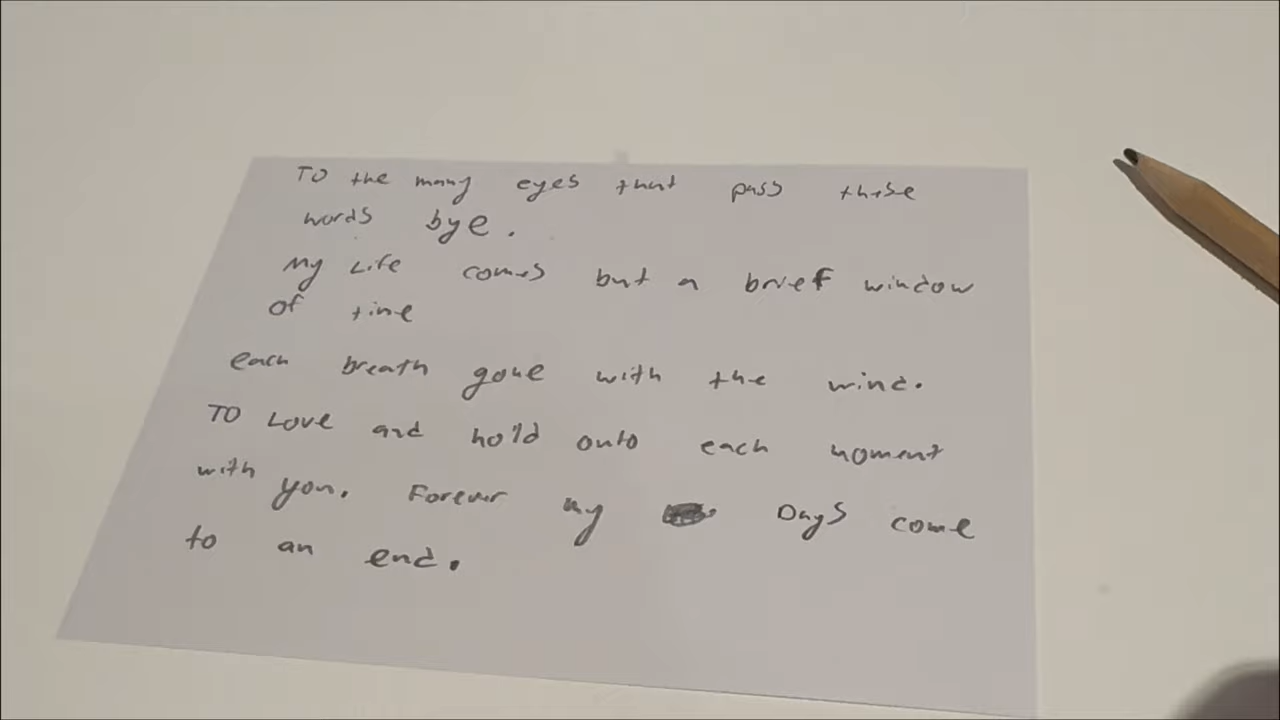 To the many eyes that pass these
words bye.
My Life comes but a brief window
of time
each breath gone with the wind.
TO Love and hold onto each moment
with you. Forever my Days come
to an end.